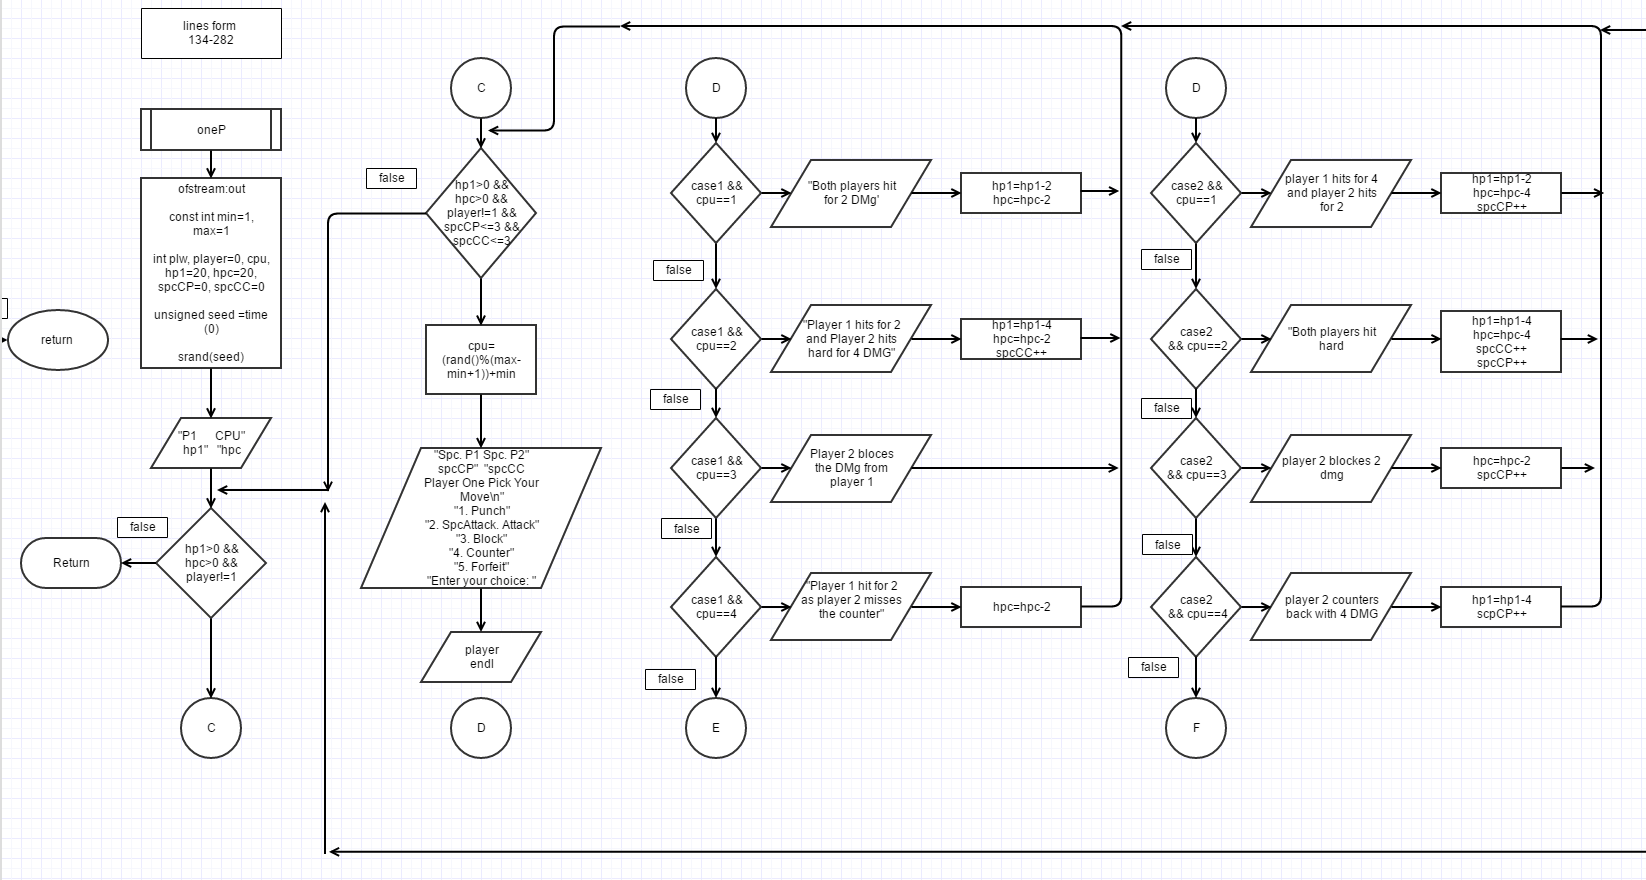 lines form
134-282
oneP
ofstream:out
const int min=1,
max=1
int plw, player=0, cpu,
hp1=20, hpc=20,
spcCP=0, spcCC=0
unsigned seed =time
(0)
srand(seed)
return
"P1 CPU"
hp1" "hpc
false
Return
hp1>0 &&
hpc>0 &&
player!=1
C
C
false
hp1>0 &&
hpc>0 &&
player!=1 &&
spcCP<=3 &&
spcCC<=3
cpu=
(rand()%(max-
min+1))+min
"Spc. P1 Spc. P2"
spcCP" "spcCC
Player One Pick Your
Move\n"
"1. Punch"
"2. SpcAttack. Attack"
"3. Block"
"4. Counter"
"5. Forfeit"
"Enter your choice: "
player
endl
D
D
case1 &&
cpu==1
"Both players hit
for 2 DMg'
hp1=hp1-2
hpc=hpc-2
false
case1 &&
cpu==2
"Player 1 hits for 2
and Player 2 hits
hard for 4 DMG"
hp1=hp1-4
hpc=hpc-2
spcCC++
false
case1 &&
cpu==3
Player 2 bloces
the DMg from
player 1
false
case1 &&
cpu==4
"Player 1 hit for 2
as player 2 misses
the counter"
hpc=hpc-2
false
E
D
case2 &&
cpu==1
player 1 hits for 4
and player 2 hits
for 2
hp1=hp1-2
hpc=hpc-4
spcCP++
false
case2
&& cpu==2
"Both players hit
hard
hp1=hp1-4
hpc=hpc-4
spcCC++
spcCP++
false
case2
&& cpu==3
player 2 blockes 2
dmg
hpc=hpc-2
spcCP++
false
case2
&& cpu==4
player 2 counters
back with 4 DMG
hp1=hp1-4
scpCP++
false
F